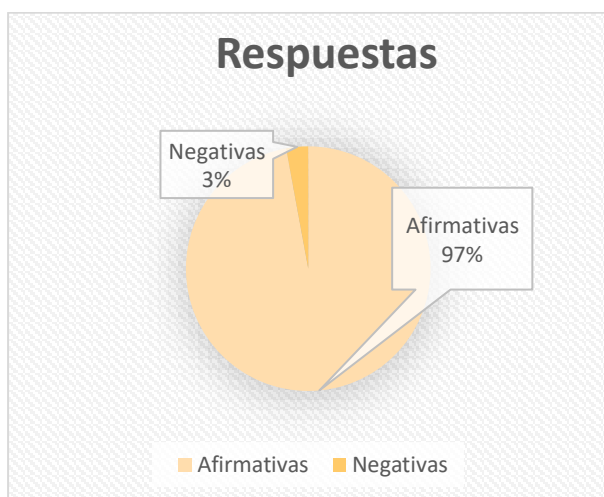 Respuestas
Negativas
3%
Afirmativas
97%
Afirmativas Negativas